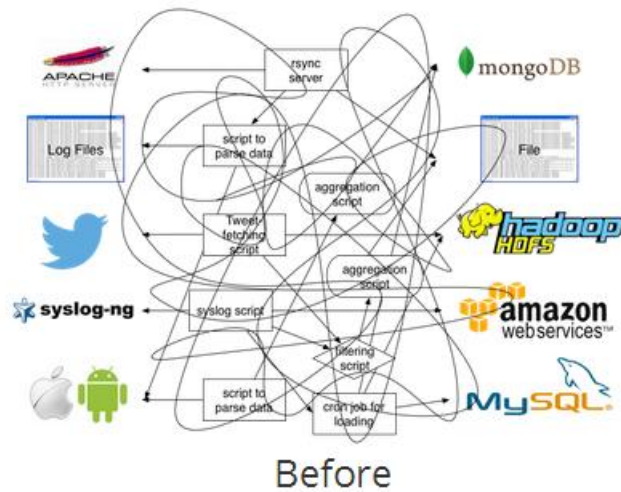 rsync
server
APACHE
HTTP SERVER
mongoDB
Log Files
script to
parse data
File
aggregation
script
Tweet-
fetching
script
hadoop
HDFS
aggregation
script
syslog-ng
syslog script
amazon
webservices™
filtering
script
script to
parse data
cron job for
loading
MySQL®
Before